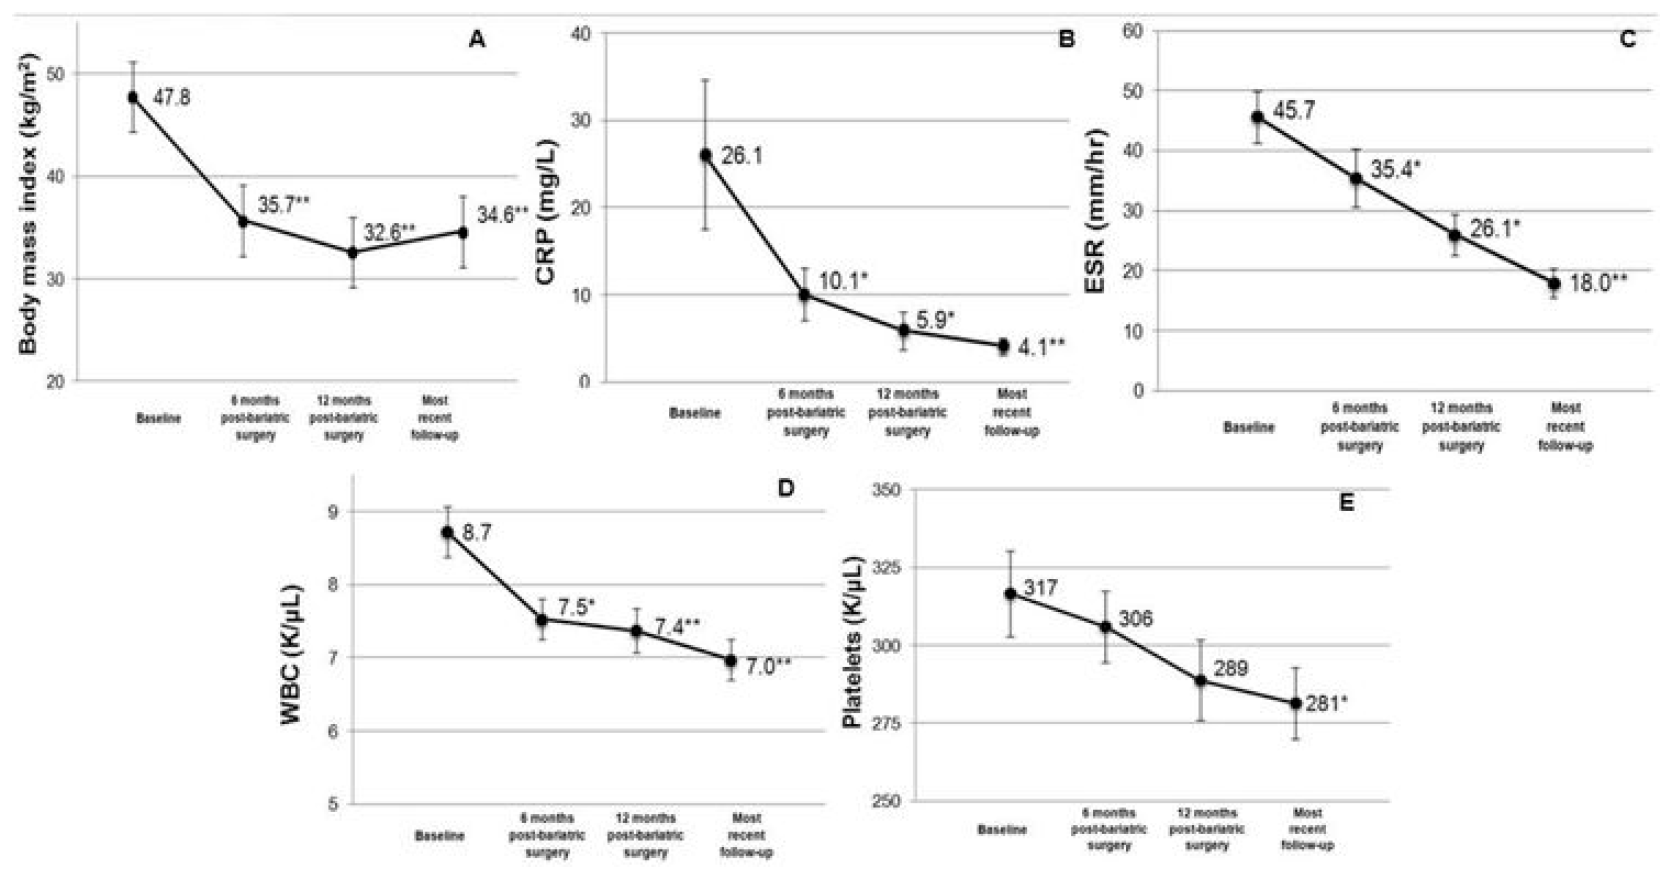 A
Body mass index (kg/m²)
50
40
30
20
47.8
35.7**
32.6**
34.6**
Baseline
6 months
post-bariatric
surgery
12 months
post-bariatric
surgery
Most
recent
follow-up
B
CRP (mg/L)
40
30
20
10
0
26.1
10.1*
5.9*
4.1**
Baseline
6 months
post-bariatric
surgery
12 months
post-bariatric
surgery
Most
recent
follow-up
C
ESR (mm/hr)
60
50
40
30
20
10
0
45.7
35.4*
26.1*
18.0**
Baseline
6 months
post-bariatric
surgery
12 months
post-bariatric
surgery
Most
recent
follow-up
D
WBC (K/µL)
9
8
7
6
5
8.7
7.5*
7.4**
7.0**
Baseline
6 months
post-bariatric
surgery
12 months
post-bariatric
surgery
Most
recent
follow-up
E
Platelets (K/µL)
350
325
300
275
250
317
306
289
281*
Baseline
6 months
post-bariatric
surgery
12 months
post-bariatric
surgery
Most
recent
follow-up